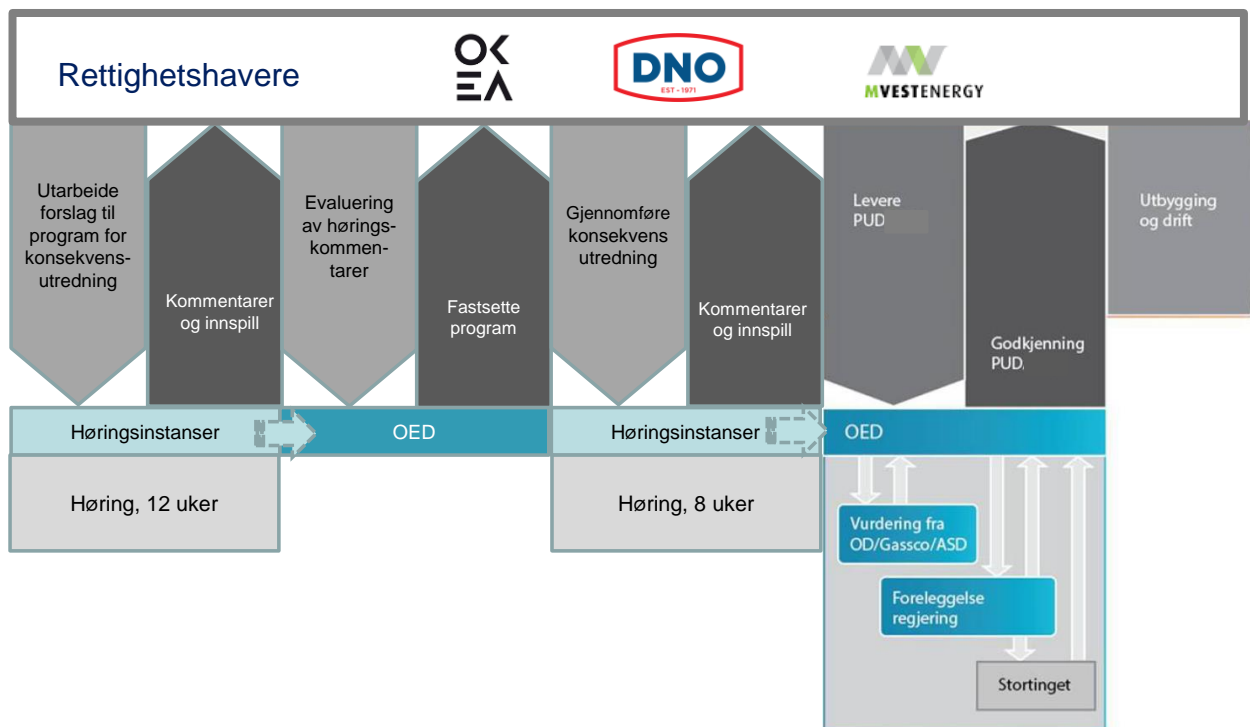 Rettighetshavere
OK
EA
DNO
EST - 1971
MVESTENERGY
Utarbeide
forslag til
program for
konsekvens-
utredning
Kommentarer
og innspill
Evaluering
av hørings-
kommen-
tarer
Fastsette
program
Gjennomføre
konsekvens
utredning
Kommentarer
og innspill
Levere
PUD
Godkjenning
PUD
Utbygging
og drift
Høringsinstanser
OED
Høringsinstanser
OED
Høring, 12 uker
Høring, 8 uker
Vurdering fra
OD/Gassco/ASD
Foreleggelse
regjering
Stortinget